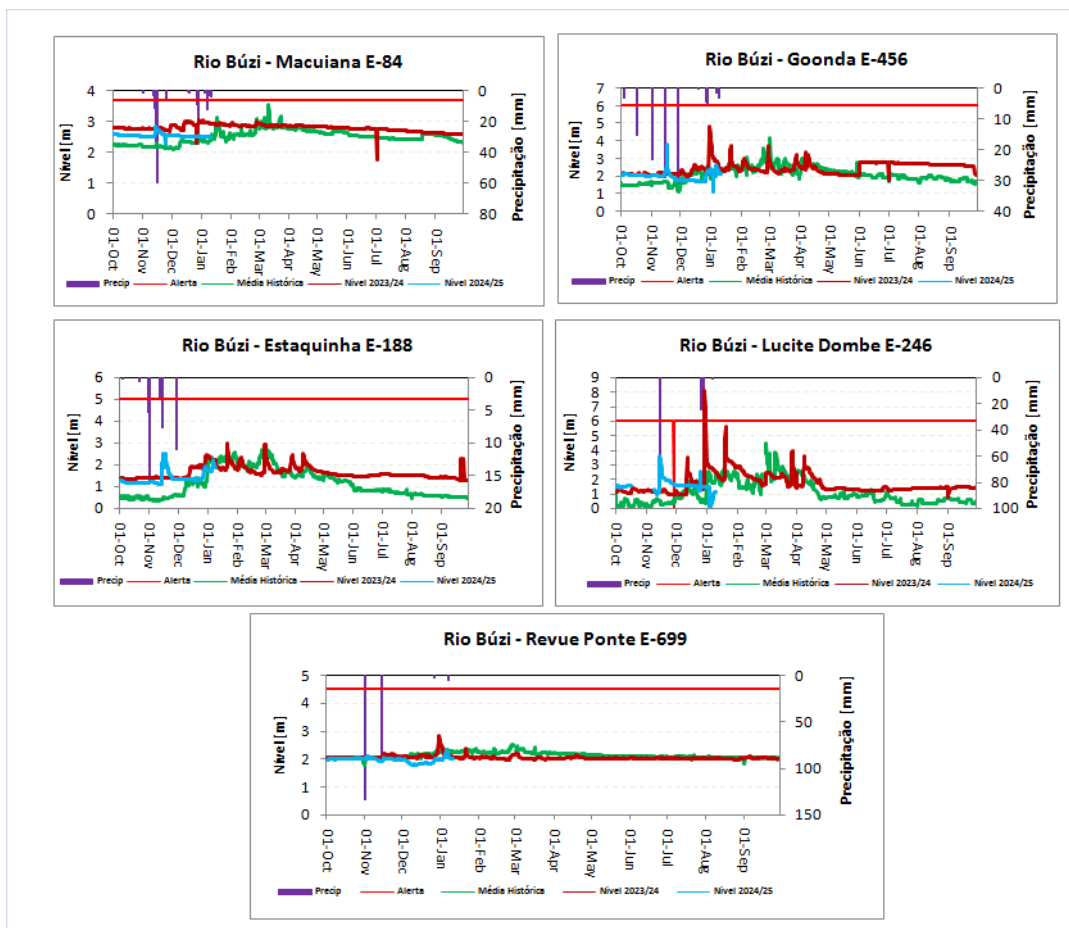 Rio Búzi - Macuiana E-84
Nível [m]
4
3
2
1
0
0
20
40
60
80
Precipitação [mm]
01-Oct
01-Nov
01-Dec
01-Jan
01-Feb
01-Mar
01-Apr
01-May
01-Jun
01-Jul
01-Aug
01-Sep
Precip Alerta Média Histórica Nivel 2023/24 Nivel 2024/25
Rio Búzi - Goonda E-456
Nível [m]
7
6
5
4
3
2
1
0
0
10
20
30
40
Precipitação [mm]
01-Oct
01-Nov
01-Dec
01-Jan
01-Feb
01-Mar
01-Apr
01-May
01-Jun
01-Jul
01-Aug
01-Sep
Precip Alerta Média Histórica Nivel 2023/24 Nivel 2024/25
Rio Búzi - Estaquinha E-188
Nível [m]
6
5
4
3
2
1
0
0
5
10
15
20
Precipitação [mm]
01-Oct
01-Nov
01-Dec
01-Jan
01-Feb
01-Mar
01-Apr
01-May
01-Jun
01-Jul
01-Aug
01-Sep
Precip Alerta Média Histórica Nivel 2023/24 Nivel 2024/25
Rio Búzi - Lucite Dombe E-246
Nível [m]
9
8
7
6
5
4
3
2
1
0
0
20
40
60
80
100
Precipitação [mm]
01-Oct
01-Nov
01-Dec
01-Jan
01-Feb
01-Mar
01-Apr
01-May
01-Jun
01-Jul
01-Aug
01-Sep
Precip Alerta Média Histórica Nivel 2023/24 Nivel 2024/25
Rio Búzi - Revue Ponte E-699
Nível [m]
5
4
3
2
1
0
0
50
100
150
Precipitação [mm]
01-Oct
01-Nov
01-Dec
01-Jan
01-Feb
01-Mar
01-Apr
01-May
01-Jun
01-Jul
01-Aug
01-Sep
Precip Alerta Média Histórica Nivel 2023/24 Nivel 2024/25